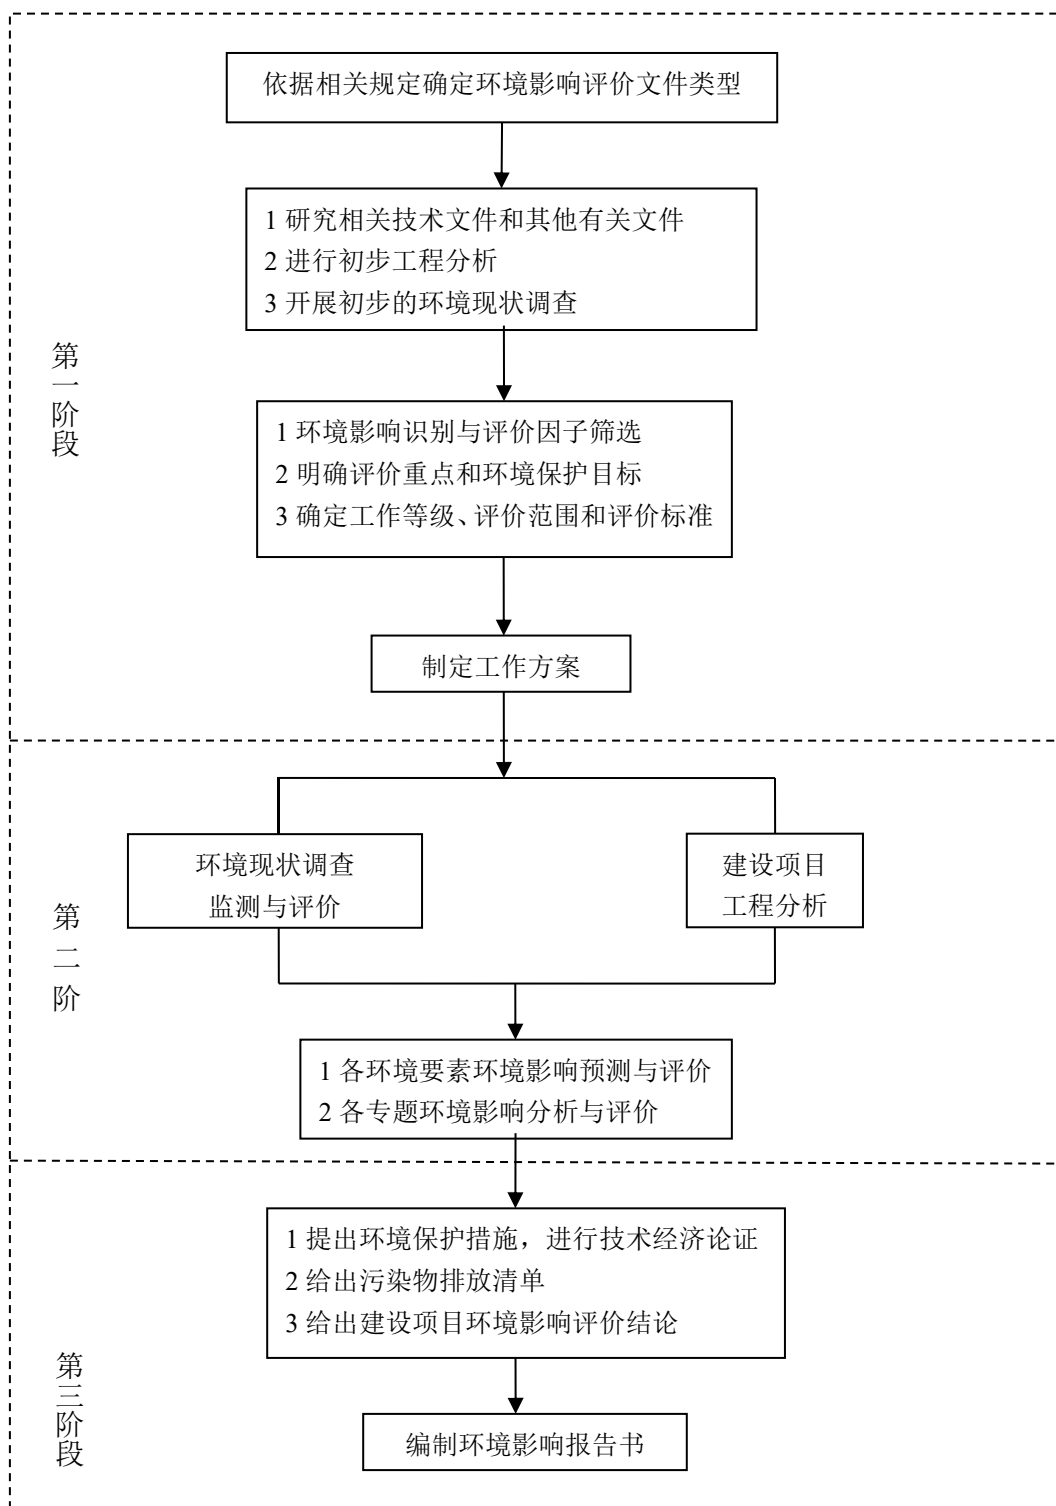 依据相关规定确定环境影响评价文件类型
1 研究相关技术文件和其他有关文件
2 进行初步工程分析
3 开展初步的环境现状调查
第一阶段
1 环境影响识别与评价因子筛选
2 明确评价重点和环境保护目标
3 确定工作等级、评价范围和评价标准
制定工作方案
环境现状调查
监测与评价
建设项目
工程分析
第二阶
1 各环境要素环境影响预测与评价
2 各专题环境影响分析与评价
1 提出环境保护措施，进行技术经济论证
2 给出污染物排放清单
3 给出建设项目环境影响评价结论
第三阶段
编制环境影响报告书